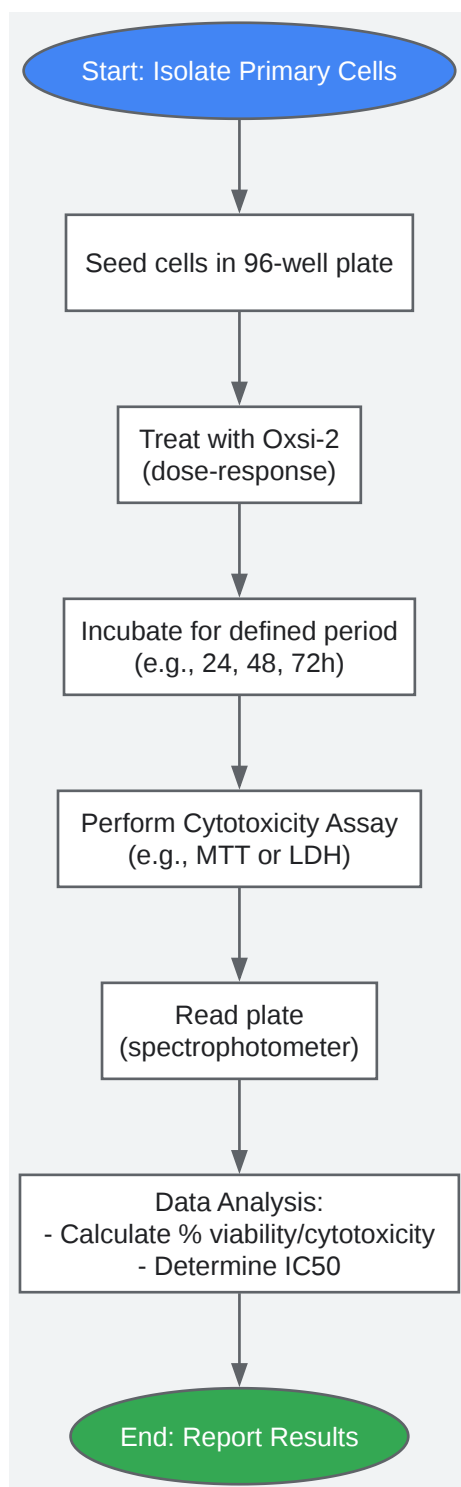 Start: Isolate Primary Cells
Seed cells in 96-well plate
Treat with Oxsi-2
(dose-response)
Incubate for defined period
(e.g., 24, 48, 72h)
Perform Cytotoxicity Assay
(e.g., MTT or LDH)
Read plate
(spectrophotometer)
Data Analysis:
- Calculate % viability/cytotoxicity
- Determine IC50
End: Report Results